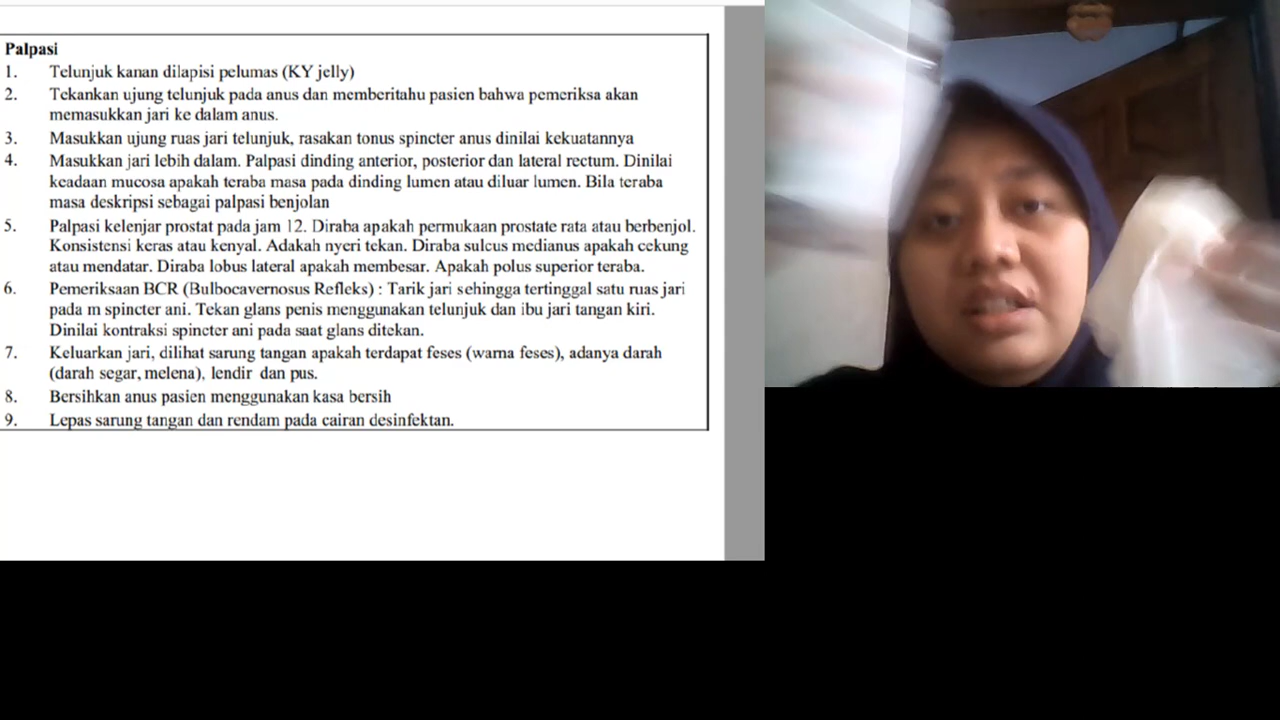 Palpasi
1. Telunjuk kanan dilapisi pelumas (KY jelly)
2. Tekankan ujung telunjuk pada anus dan memberitahu pasien bahwa pemeriksa akan
memasukkan jari ke dalam anus.
3. Masukkan ujung ruas jari telunjuk, rasakan tonus spincter anus dinilai kekuatannya
4. Masukkan jari lebih dalam. Palpasi dinding anterior, posterior dan lateral rectum. Dinilai
keadaan mucosa apakah teraba masa pada dinding lumen atau diluar lumen. Bila teraba
masa deskripsi sebagai palpasi benjolan
5. Palpasi kelenjar prostat pada jam 12. Diraba apakah permukaan prostate rata atau berbenjol.
Konsistensi keras atau kenyal. Adakah nyeri tekan. Diraba sulcus medianus apakah cekung
atau mendatar. Diraba lobus lateral apakah membesar. Apakah polus superior teraba.
6. Pemeriksaan BCR (Bulbocavernosus Refleks) : Tarik jari sehingga tertinggal satu ruas jari
pada m spincter ani. Tekan glans penis menggunakan telunjuk dan ibu jari tangan kiri.
Dinilai kontraksi spincter ani pada saat glans ditekan.
7. Keluarkan jari, dilihat sarung tangan apakah terdapat feses (warna feses), adanya darah
(darah segar, melena), lendir dan pus.
8. Bersihkan anus pasien menggunakan kasa bersih
9. Lepas sarung tangan dan rendam pada cairan desinfektan.